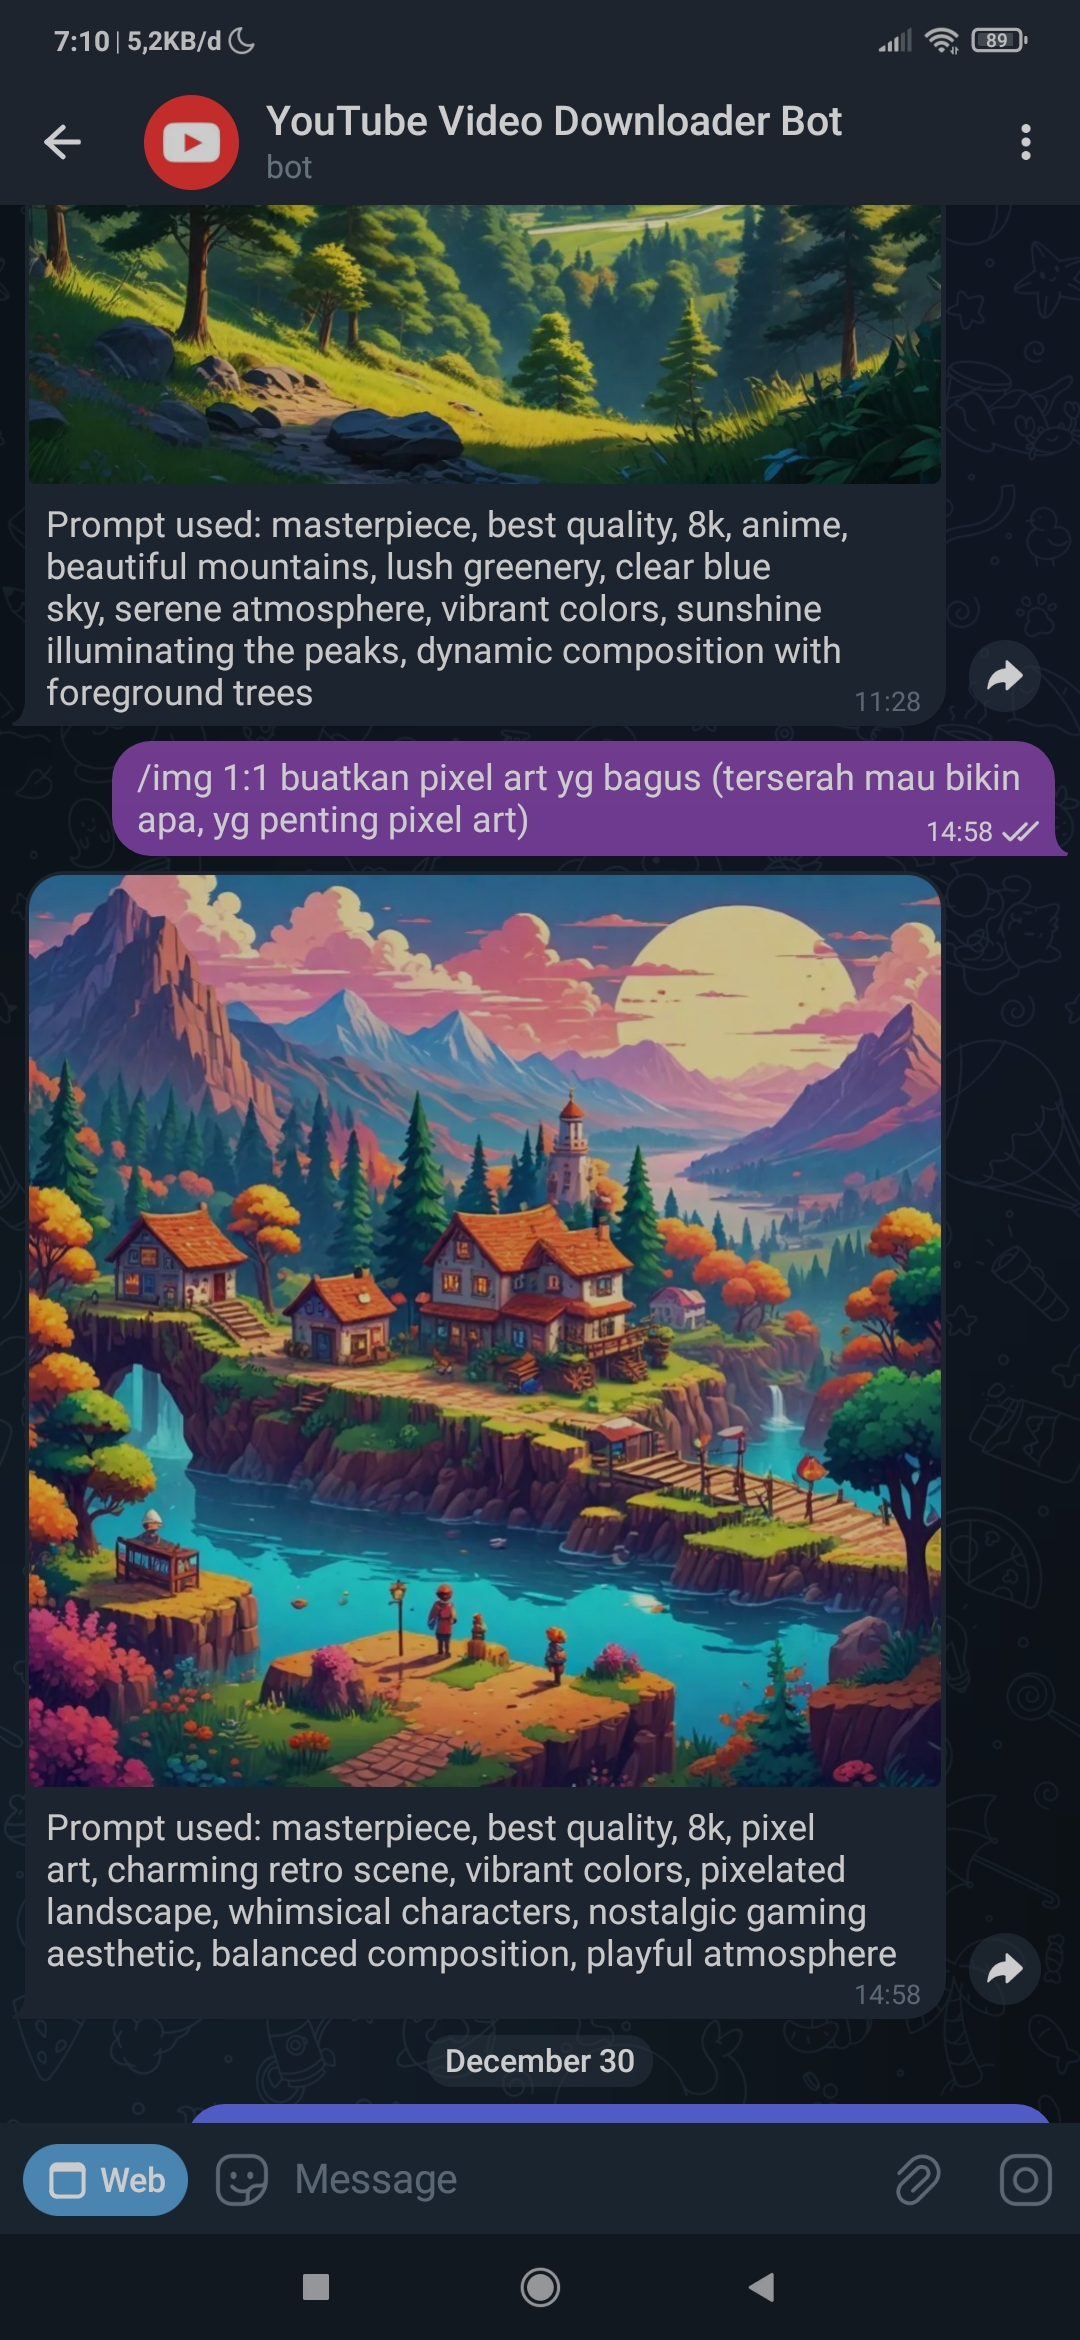 7:10 | 5,2KB/d
89
YouTube Video Downloader Bot
bot
Prompt used: masterpiece, best quality, 8k, anime,
beautiful mountains, lush greenery, clear blue
sky, serene atmosphere, vibrant colors, sunshine
illuminating the peaks, dynamic composition with
foreground trees
11:28
/img 1:1 buatkan pixel art yg bagus (terserah mau bikin
apa, yg penting pixel art)
14:58
Prompt used: masterpiece, best quality, 8k, pixel
art, charming retro scene, vibrant colors, pixelated
landscape, whimsical characters, nostalgic gaming
aesthetic, balanced composition, playful atmosphere
14:58
December 30
Web
Message